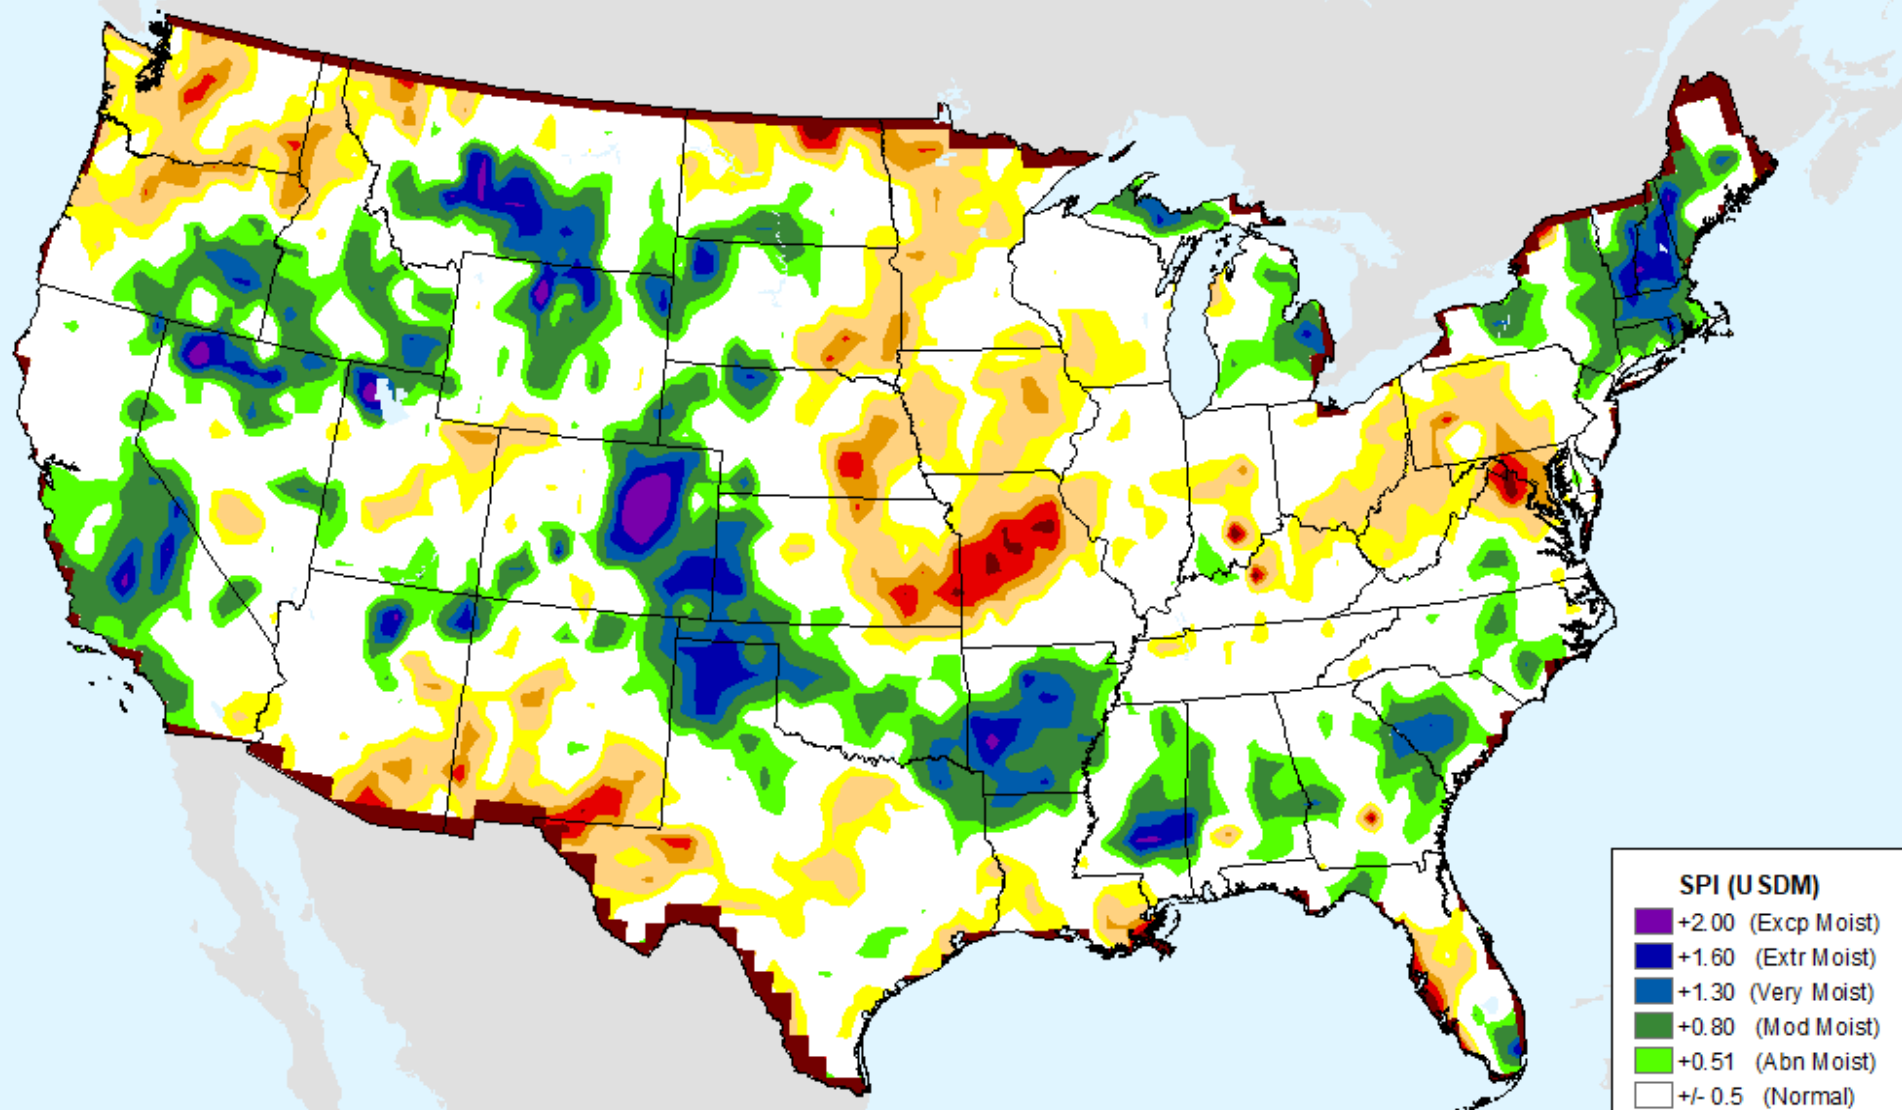 SPI (USDM)
+2.00 (Excp Moist)
+1.60 (Extr Moist)
+1.30 (Very Moist)
+0.80 (Mod Moist)
+0.51 (Abn Moist)
+/- 0.5 (Normal)